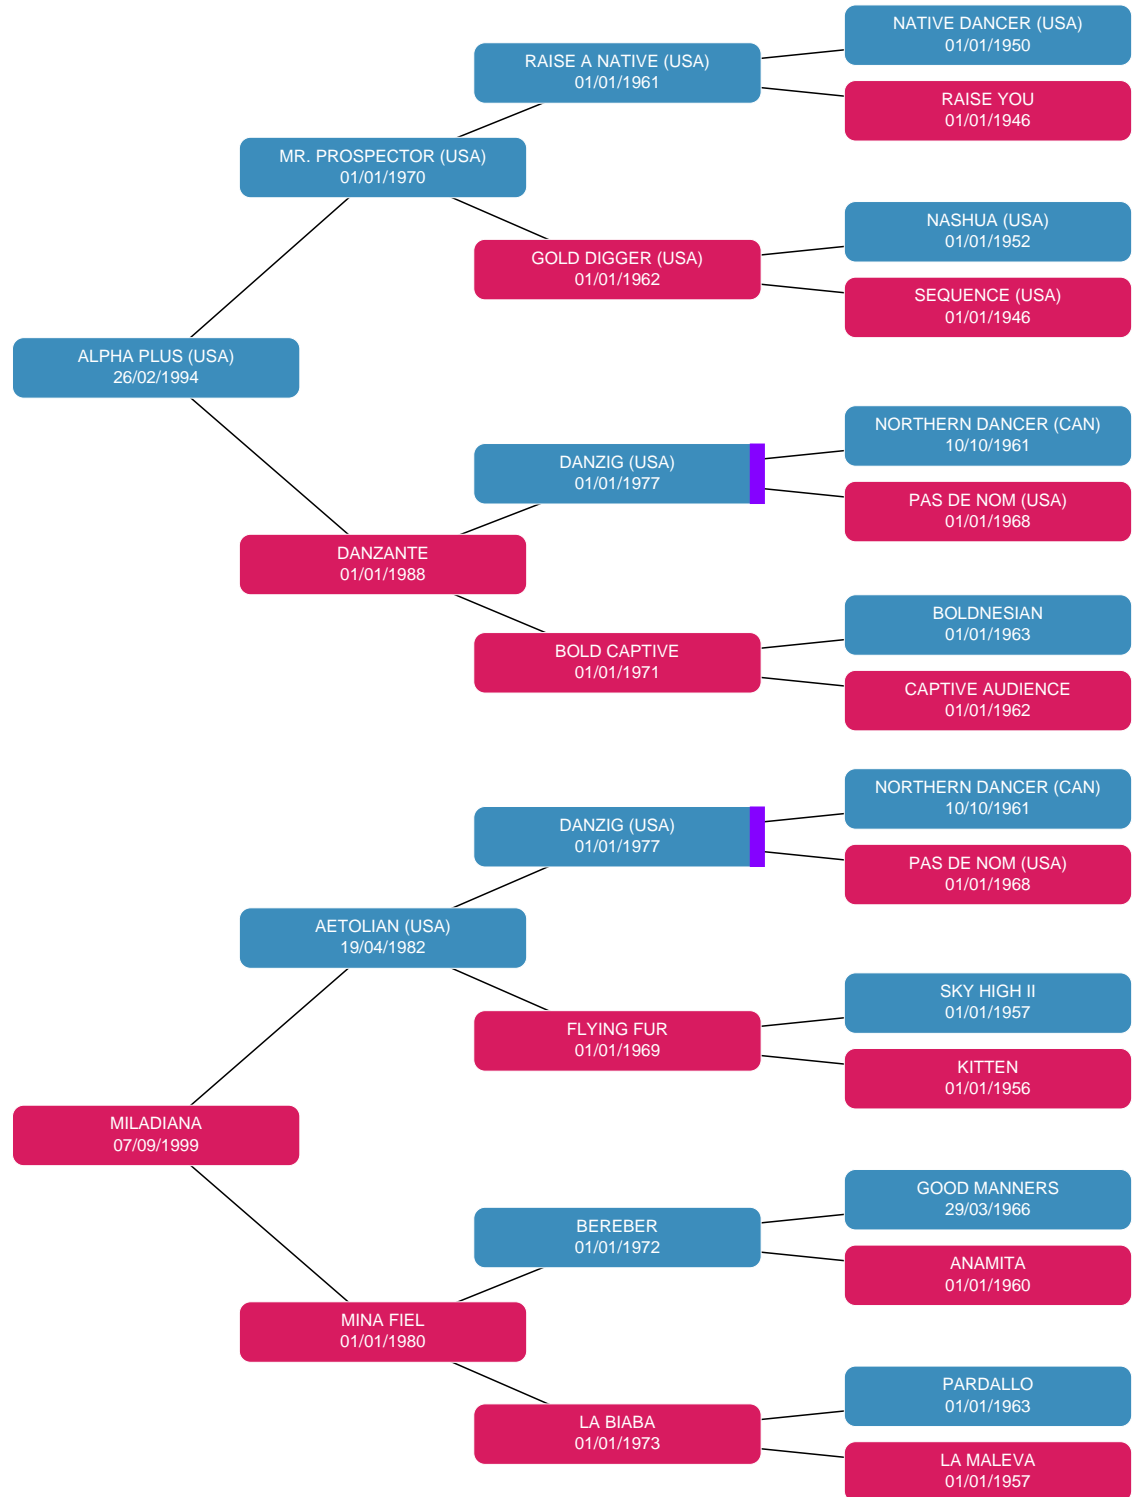 NATIVE DANCER (USA)
01/01/1950
RAISE A NATIVE (USA)
01/01/1961
RAISE YOU
01/01/1946
MR. PROSPECTOR (USA)
01/01/1970
NASHUA (USA)
01/01/1952
GOLD DIGGER (USA)
01/01/1962
SEQUENCE (USA)
01/01/1946
ALPHA PLUS (USA)
26/02/1994
NORTHERN DANCER (CAN)
10/10/1961
DANZIG (USA)
01/01/1977
PAS DE NOM (USA)
01/01/1968
DANZANTE
01/01/1988
BOLDNESIAN
01/01/1963
BOLD CAPTIVE
01/01/1971
CAPTIVE AUDIENCE
01/01/1962
NORTHERN DANCER (CAN)
10/10/1961
DANZIG (USA)
01/01/1977
PAS DE NOM (USA)
01/01/1968
AETOLIAN (USA)
19/04/1982
SKY HIGH II
01/01/1957
FLYING FUR
01/01/1969
KITTEN
01/01/1956
MILADIANA
07/09/1999
GOOD MANNERS
29/03/1966
BEREBER
01/01/1972
ANAMITA
01/01/1960
MINA FIEL
01/01/1980
PARDALLO
01/01/1963
LA BIABA
01/01/1973
LA MALEVA
01/01/1957